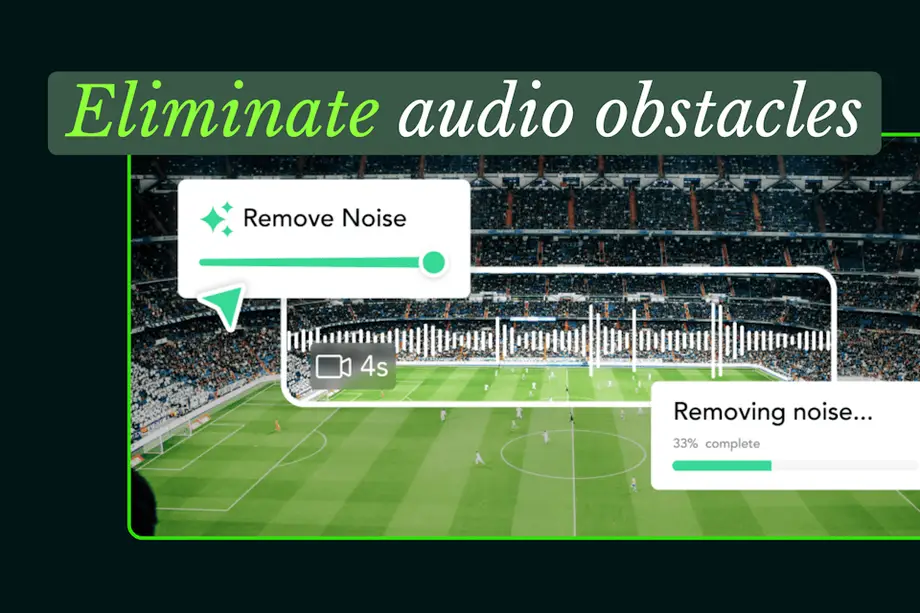 Eliminate audio obstacles
Remove Noise
4s
Removing noise...
33% complete